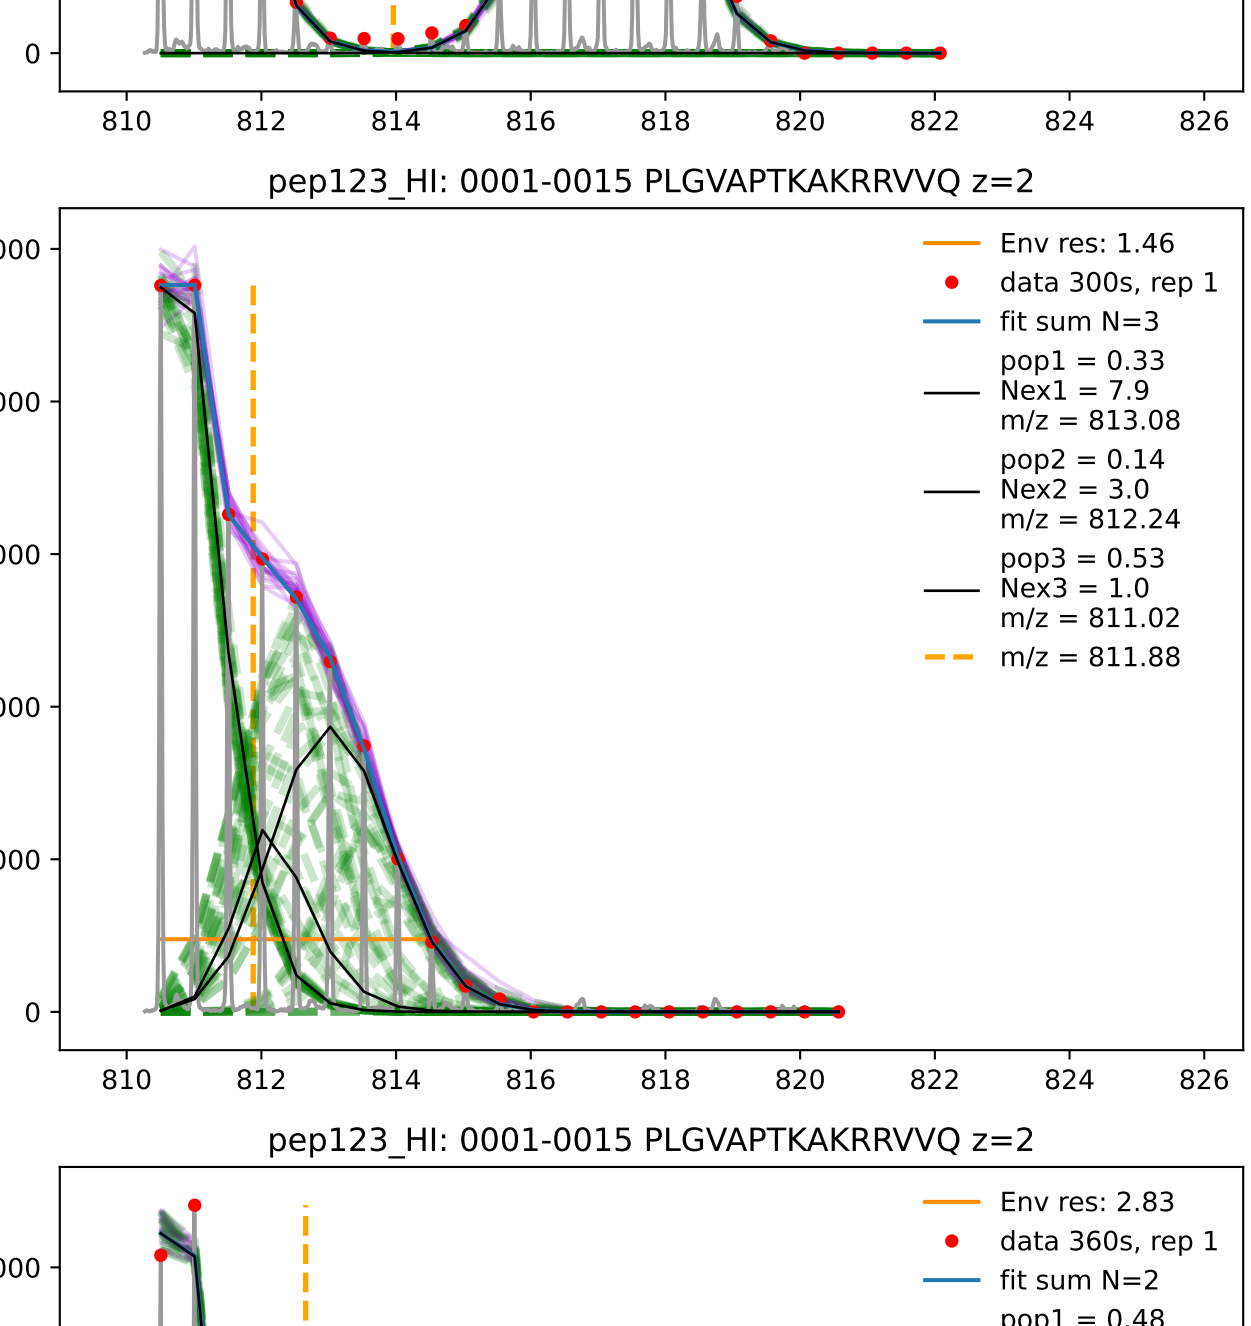 0
810 812 814 816 818 820 822 824 826
pep123_HI: 0001-0015 PLGVAPTKAKRRVVQ z=2
000
000
000
000
000
0
Env res: 1.46
data 300s, rep 1
fit sum N=3
pop1 = 0.33
Nex1 = 7.9
m/z = 813.08
pop2 = 0.14
Nex2 = 3.0
m/z = 812.24
pop3 = 0.53
Nex3 = 1.0
m/z = 811.02
m/z = 811.88
810 812 814 816 818 820 822 824 826
pep123_HI: 0001-0015 PLGVAPTKAKRRVVQ z=2
000
Env res: 2.83
data 360s, rep 1
fit sum N=2
pop1 = 0.48